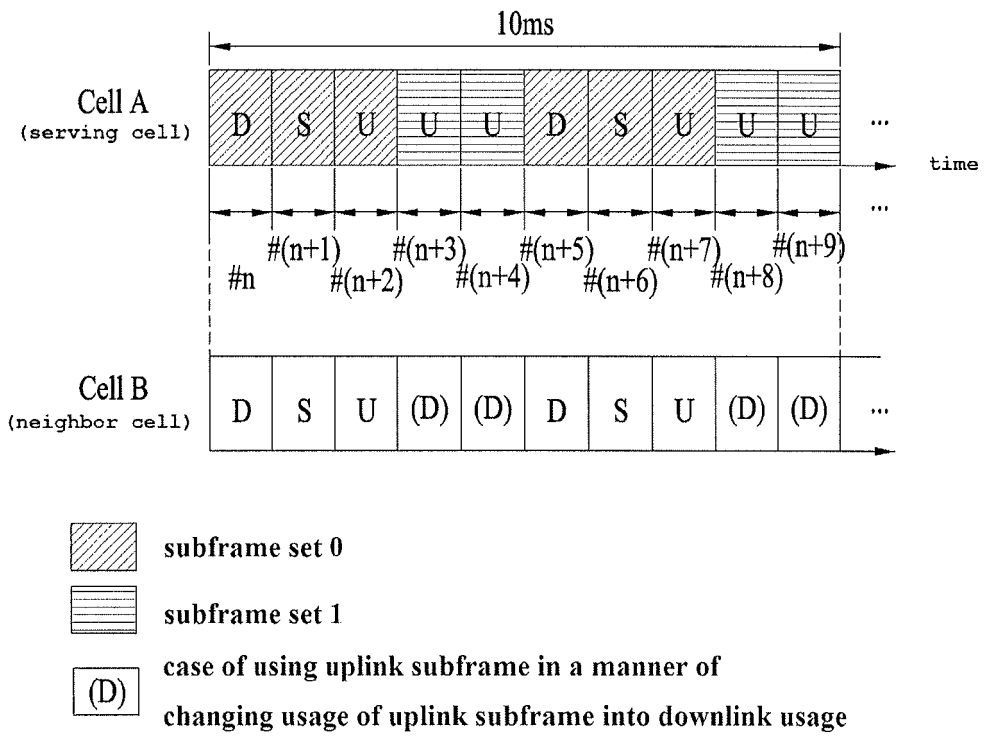 10ms
Cell A
(serving cell)
D S U U U D S U U U ...
time
...
#n #(n+1) #(n+2) #(n+3) #(n+4) #(n+5) #(n+6) #(n+7) #(n+8) #(n+9)
Cell B
(neighbor cell)
D S U (D) (D) D S U (D) (D) ...
subframe set 0
subframe set 1
(D)
case of using uplink subframe in a manner of
changing usage of uplink subframe into downlink usage